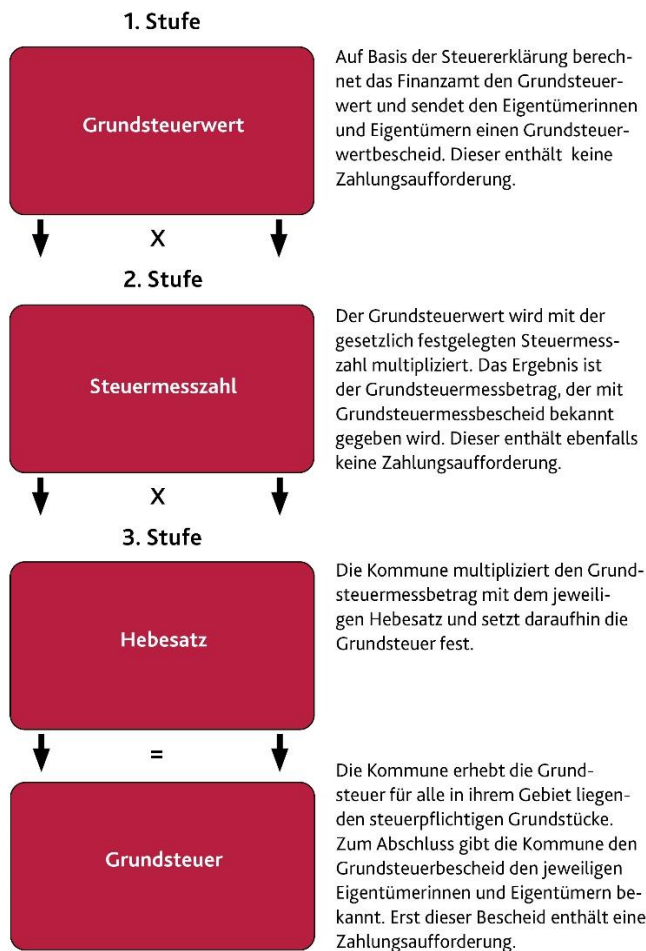 1. Stufe
Grundsteuerwert
Auf Basis der Steuererklärung berech-
net das Finanzamt den Grundsteuer-
wert und sendet den Eigentümerinnen
und Eigentümern einen Grundsteuer-
wertbescheid. Dieser enthält keine
Zahlungsaufforderung.
X
2. Stufe
Steuermesszahl
Der Grundsteuerwert wird mit der
gesetzlich festgelegten Steuermess-
zahl multipliziert. Das Ergebnis ist
der Grundsteuermessbetrag, der mit
Grundsteuermessbescheid bekannt
gegeben wird. Dieser enthält ebenfalls
keine Zahlungsaufforderung.
X
3. Stufe
Hebesatz
Die Kommune multipliziert den Grund-
steuermessbetrag mit dem jeweili-
gen Hebesatz und setzt daraufhin die
Grundsteuer fest.
=
Grundsteuer
Die Kommune erhebt die Grund-
steuer für alle in ihrem Gebiet liegen-
den steuerpflichtigen Grundstücke.
Zum Abschluss gibt die Kommune den
Grundsteuerbescheid den jeweiligen
Eigentümerinnen und Eigentümern be-
kannt. Erst dieser Bescheid enthält eine
Zahlungsaufforderung.